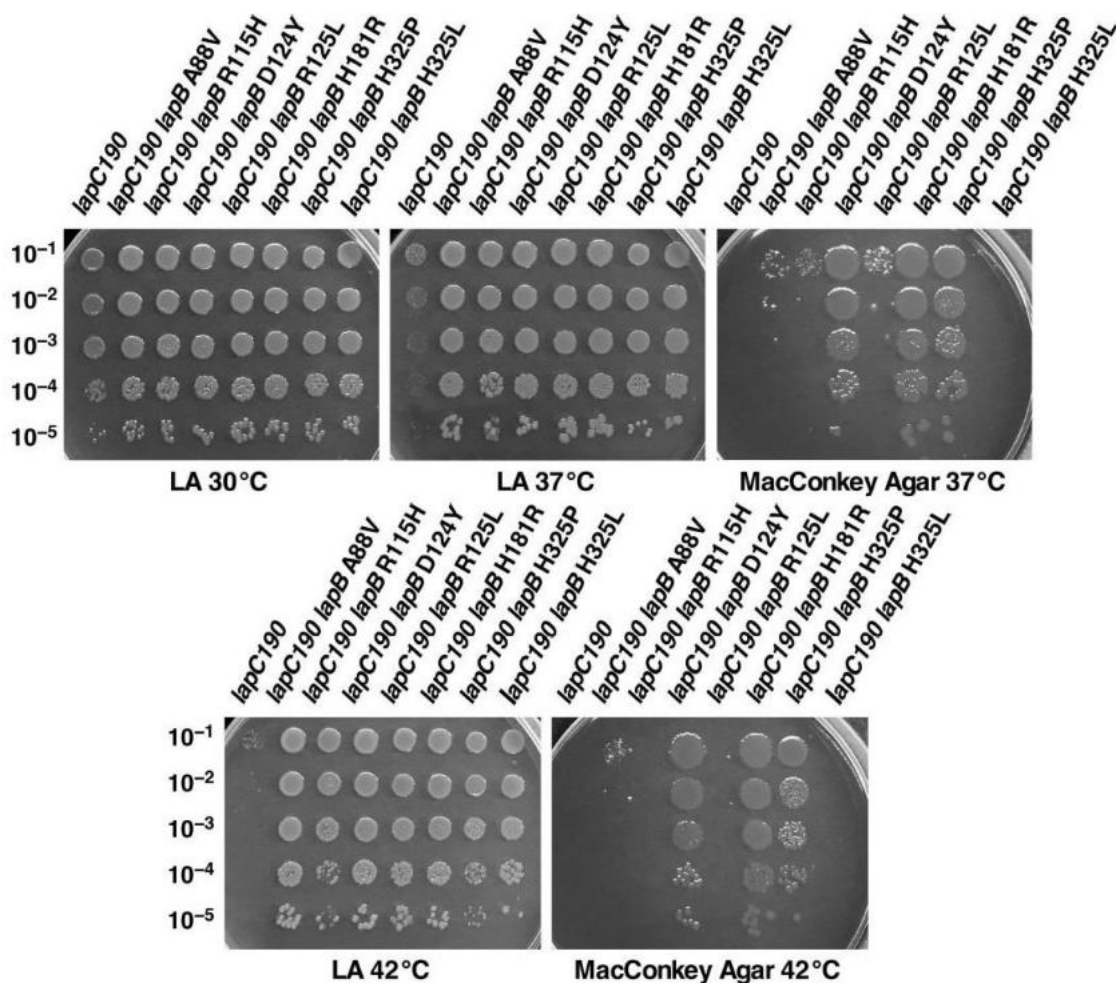 lapC190
lapC190 lapB A88V
lapC190 lapB R115H
lapC190 lapB D124Y
lapC190 lapB R125L
lapC190 lapB H181R
lapC190 lapB H325P
lapC190 lapB H325L
lapC190
lapC190 lapB A88V
lapC190 lapB R115H
lapC190 lapB D124Y
lapC190 lapB R125L
lapC190 lapB H181R
lapC190 lapB H325P
lapC190 lapB H325L
lapC190
lapC190 lapB A88V
lapC190 lapB R115H
lapC190 lapB D124Y
lapC190 lapB R125L
lapC190 lapB H181R
lapC190 lapB H325P
lapC190 lapB H325L
10⁻¹
10⁻²
10⁻³
10⁻⁴
10⁻⁵
LA 30°C
LA 37°C
MacConkey Agar 37°C
lapC190
lapC190 lapB A88V
lapC190 lapB R115H
lapC190 lapB D124Y
lapC190 lapB R125L
lapC190 lapB H181R
lapC190 lapB H325P
lapC190 lapB H325L
lapC190
lapC190 lapB A88V
lapC190 lapB R115H
lapC190 lapB D124Y
lapC190 lapB R125L
lapC190 lapB H181R
lapC190 lapB H325P
lapC190 lapB H325L
10⁻¹
10⁻²
10⁻³
10⁻⁴
10⁻⁵
LA 42°C
MacConkey Agar 42°C